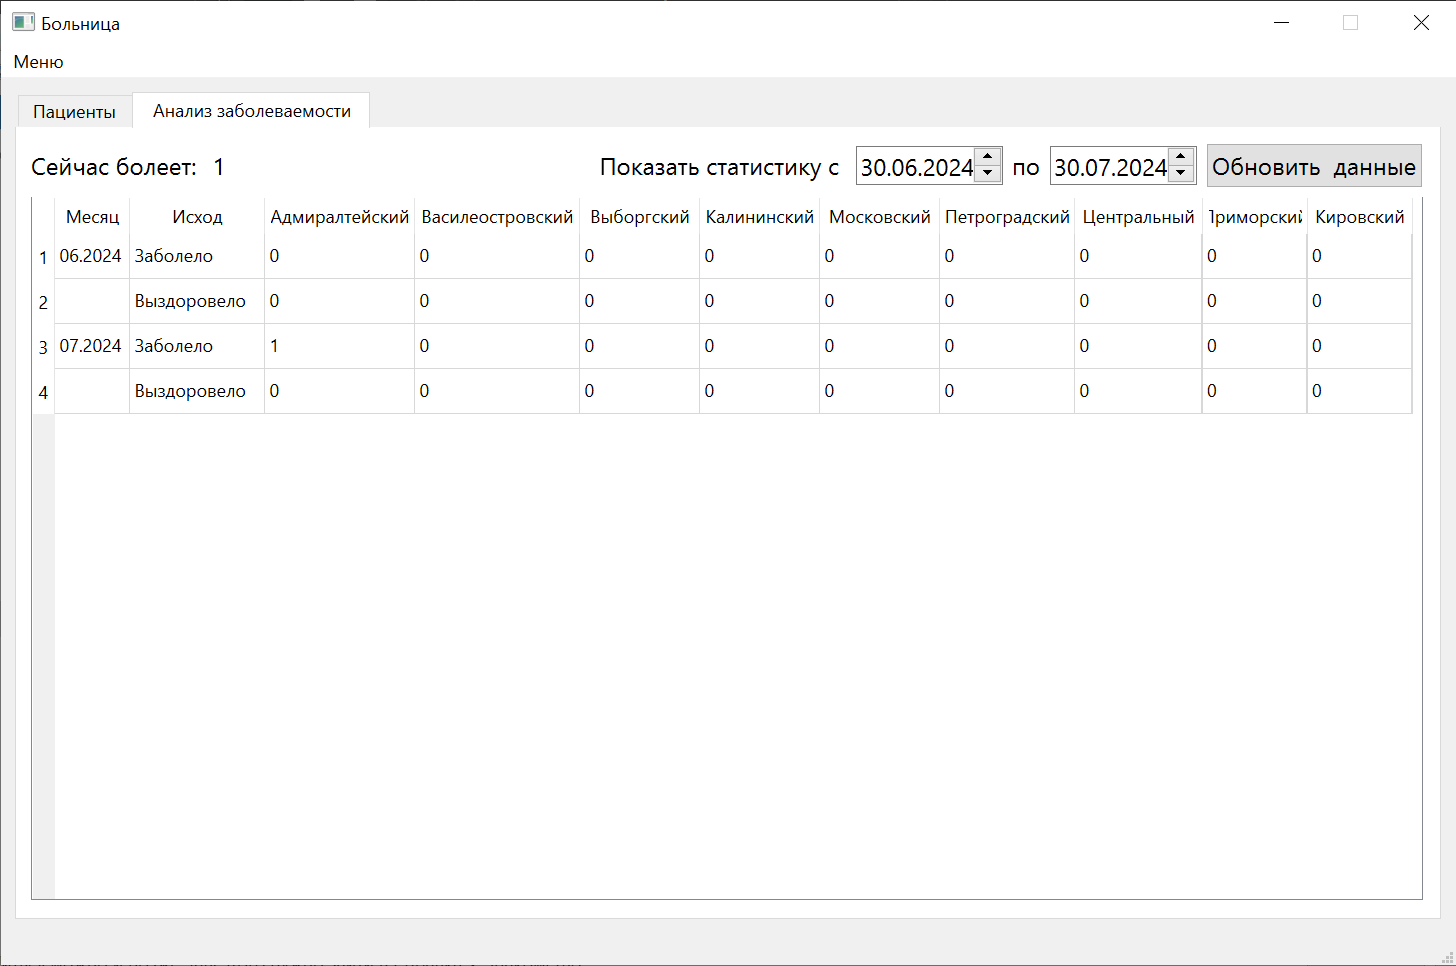 Больница
Меню
Пациенты Анализ заболеваемости
Сейчас болеет: 1 Показать статистику с 30.06.2024 по 30.07.2024 Обновить данные
Месяц Исход Адмиралтейский Василеостровский Выборгский Калининский Московский Петроградский Центральный Приморский Кировский
1 06.2024 Заболело 0 0 0 0 0 0 0 0 0
2 Выздоровело 0 0 0 0 0 0 0 0 0
3 07.2024 Заболело 1 0 0 0 0 0 0 0 0
4 Выздоровело 0 0 0 0 0 0 0 0 0